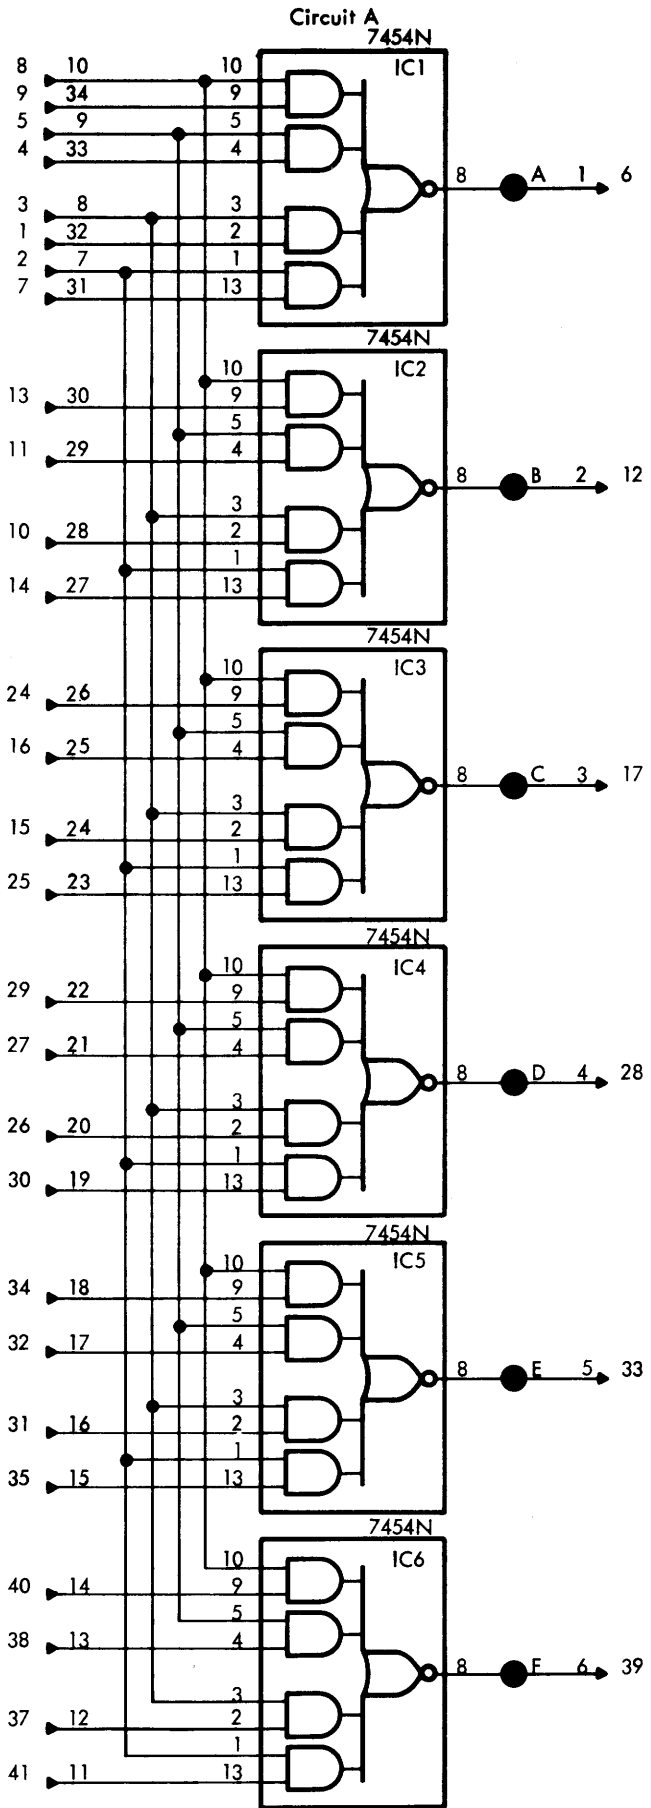 Circuit A
7454N
8 10 10 IC1
9 34 9
5 9 5
4 33 4
8 A 1 6
3 8 3
1 32 2
2 7 1
7 31 13
7454N
10 IC2
13 30 9
5
11 29 4
8 B 2 12
3
10 28 2
1
14 27 13
7454N
10 IC3
24 26 9
5
16 25 4
8 C 3 17
3
15 24 2
1
25 23 13
7454N
10 IC4
29 22 9
5
27 21 4
8 D 4 28
3
26 20 2
1
30 19 13
7454N
10 IC5
34 18 9
5
32 17 4
8 E 5 33
3
31 16 2
1
35 15 13
7454N
10 IC6
40 14 9
5
38 13 4
8 F 6 39
3
37 12 2
1
41 11 13